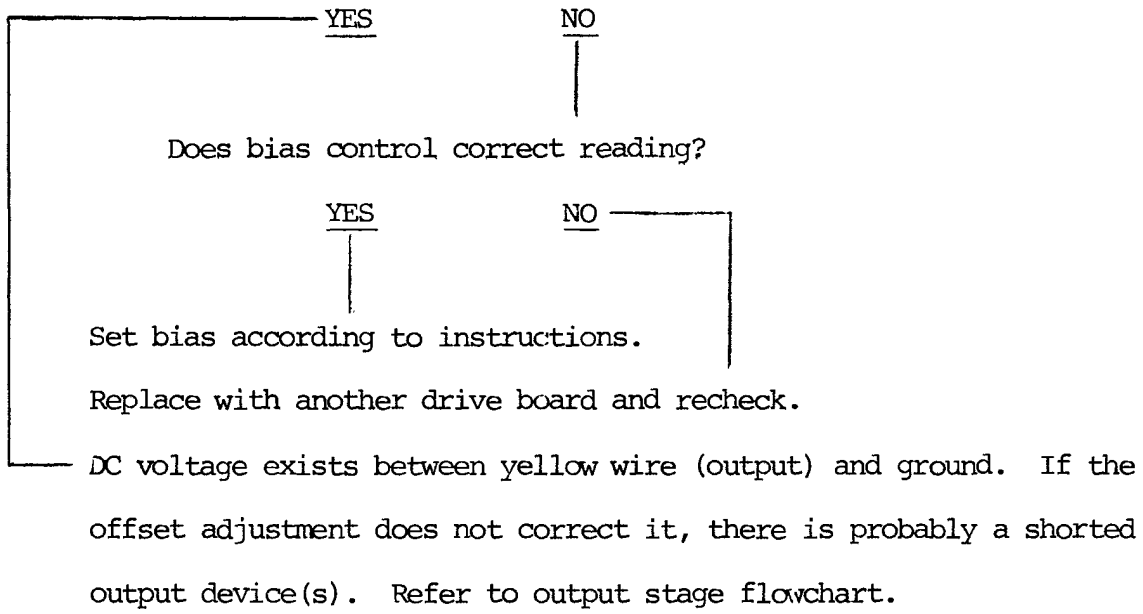 YES NO
Does bias control correct reading?
YES NO
Set bias according to instructions.
Replace with another drive board and recheck.
DC voltage exists between yellow wire (output) and ground. If the
offset adjustment does not correct it, there is probably a shorted
output device(s). Refer to output stage flowchart.